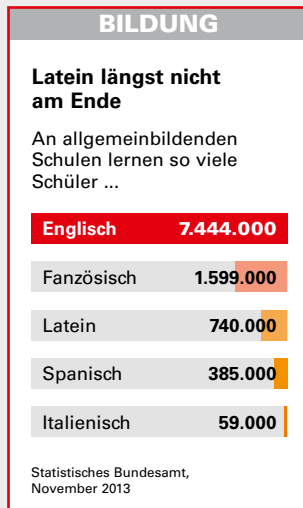 BILDUNG
Latein längst nicht
am Ende
An allgemeinbildenden
Schulen lernen so viele
Schüler ...
Englisch 7.444.000
Fanzösisch 1.599.000
Latein 740.000
Spanisch 385.000
Italienisch 59.000
Statistisches Bundesamt,
November 2013